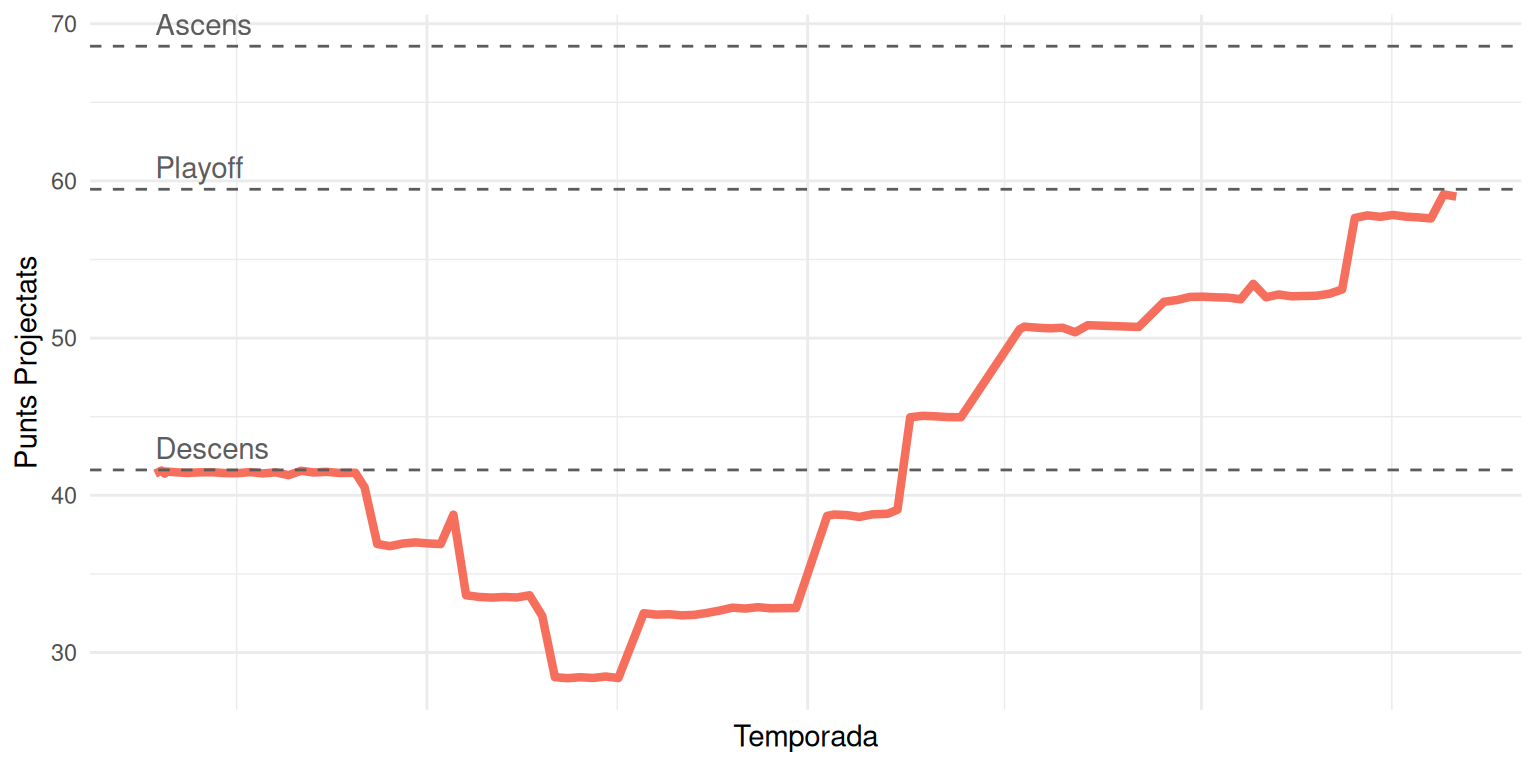 70
Ascens
Playoff
60
50
Descens
40
30
Punts Projectats
Temporada